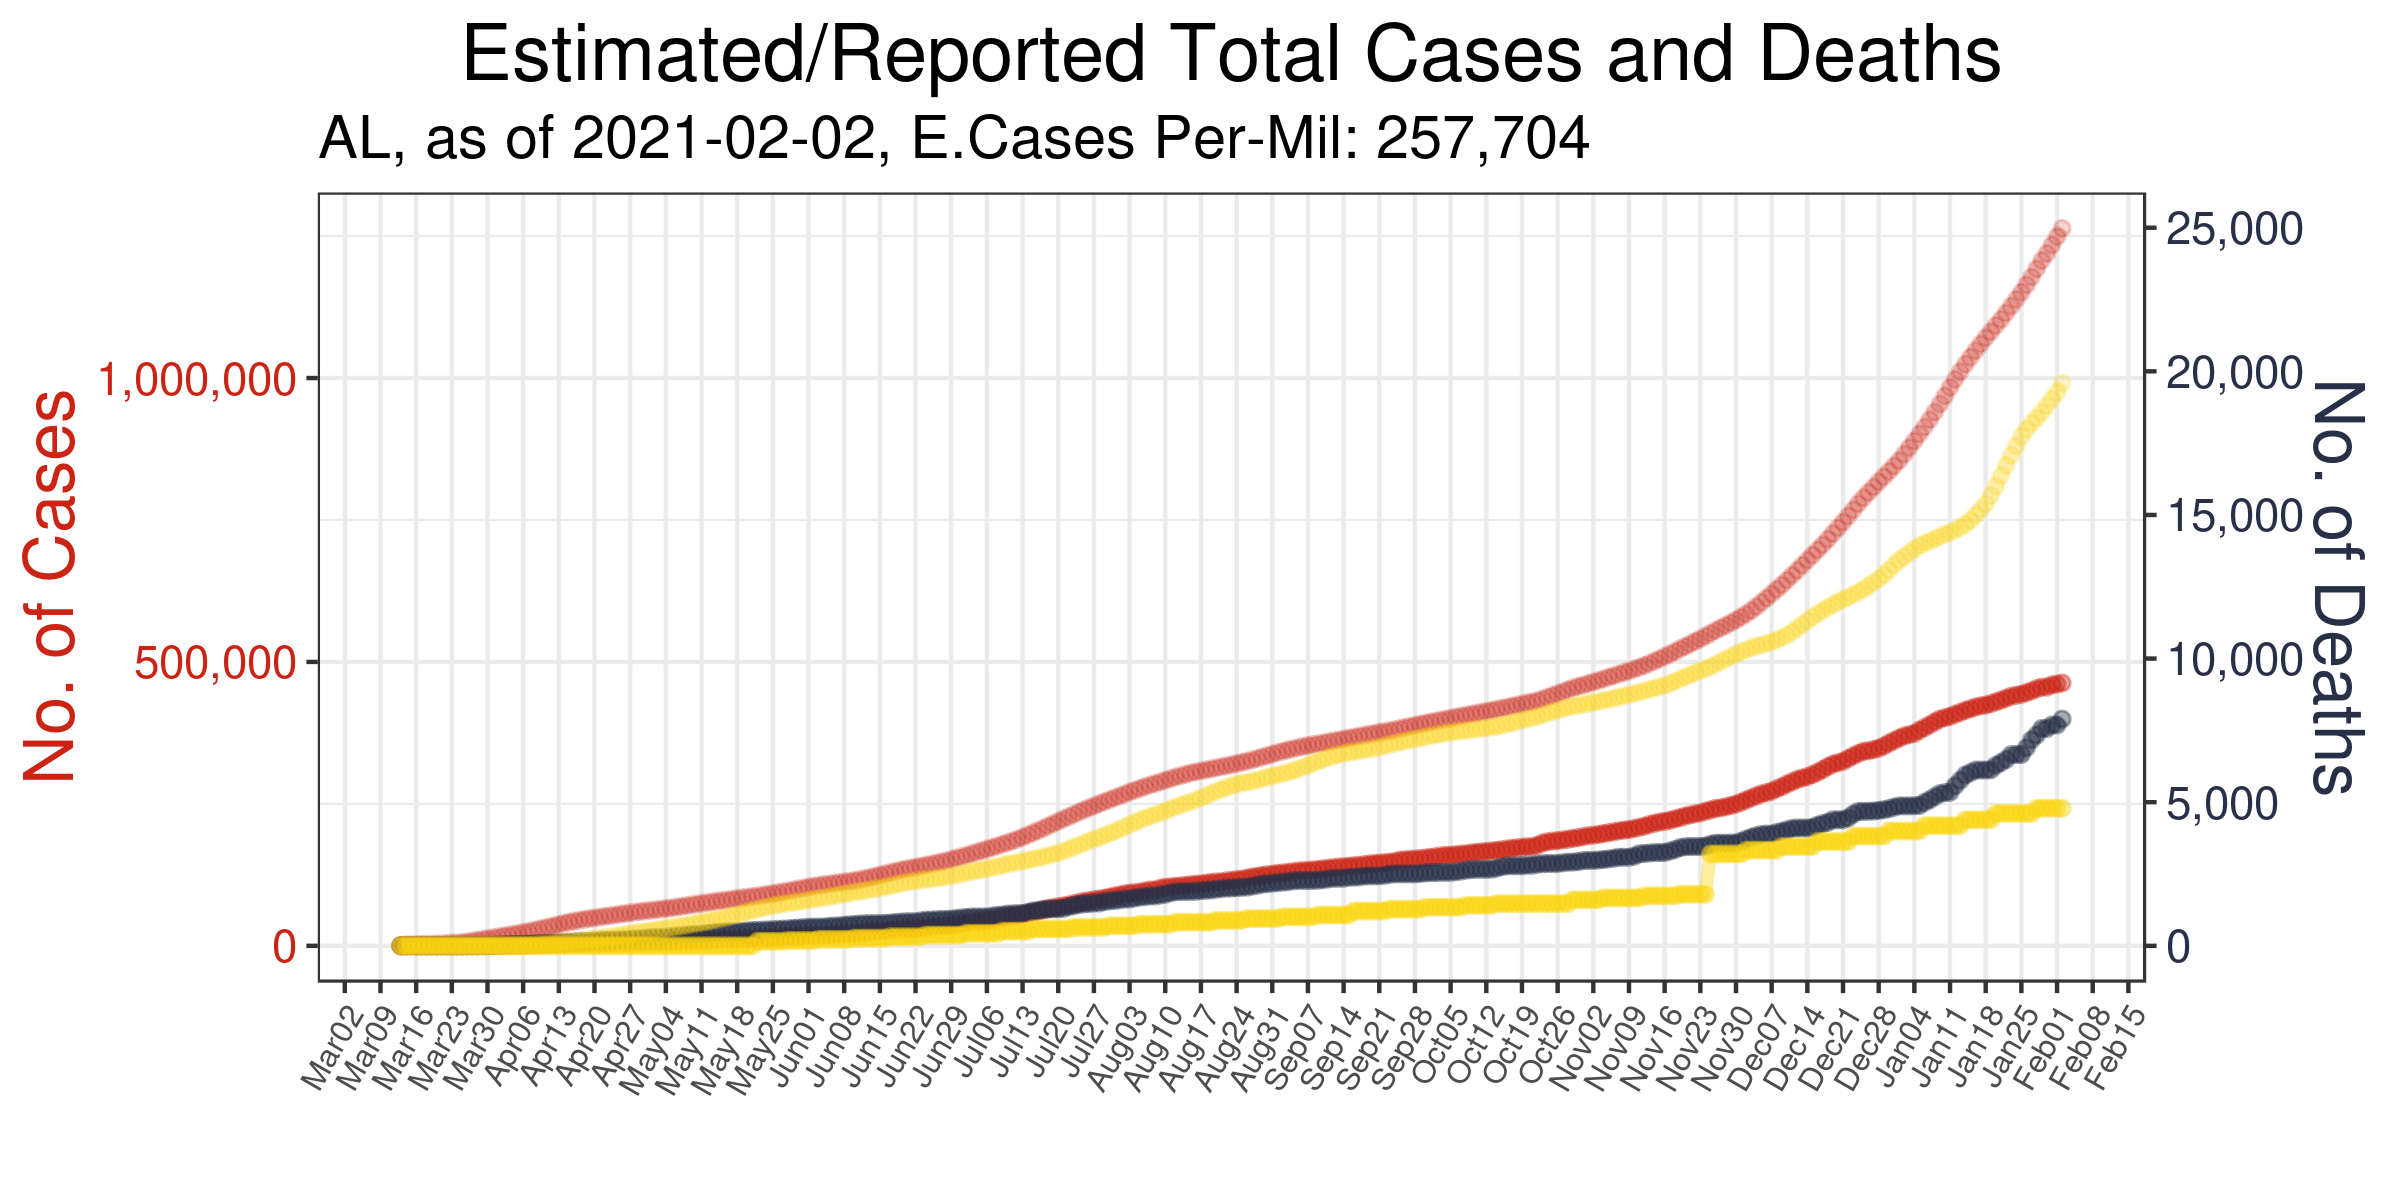 Estimated/Reported Total Cases and Deaths
AL, as of 2021-02-02, E.Cases Per-Mil: 257,704
No. of Cases
1,000,000
500,000
0
25,000
20,000
15,000
10,000
5,000
0
No. of Deaths
Mar02
Mar09
Mar16
Mar23
Mar30
Apr06
Apr13
Apr20
Apr27
May04
May11
May18
May25
Jun01
Jun08
Jun15
Jun22
Jun29
Jul06
Jul13
Jul20
Jul27
Aug03
Aug10
Aug17
Aug24
Aug31
Sep07
Sep14
Sep21
Sep28
Oct05
Oct12
Oct19
Oct26
Nov02
Nov09
Nov16
Nov23
Nov30
Dec07
Dec14
Dec21
Dec28
Jan04
Jan11
Jan18
Jan25
Feb01
Feb08
Feb15